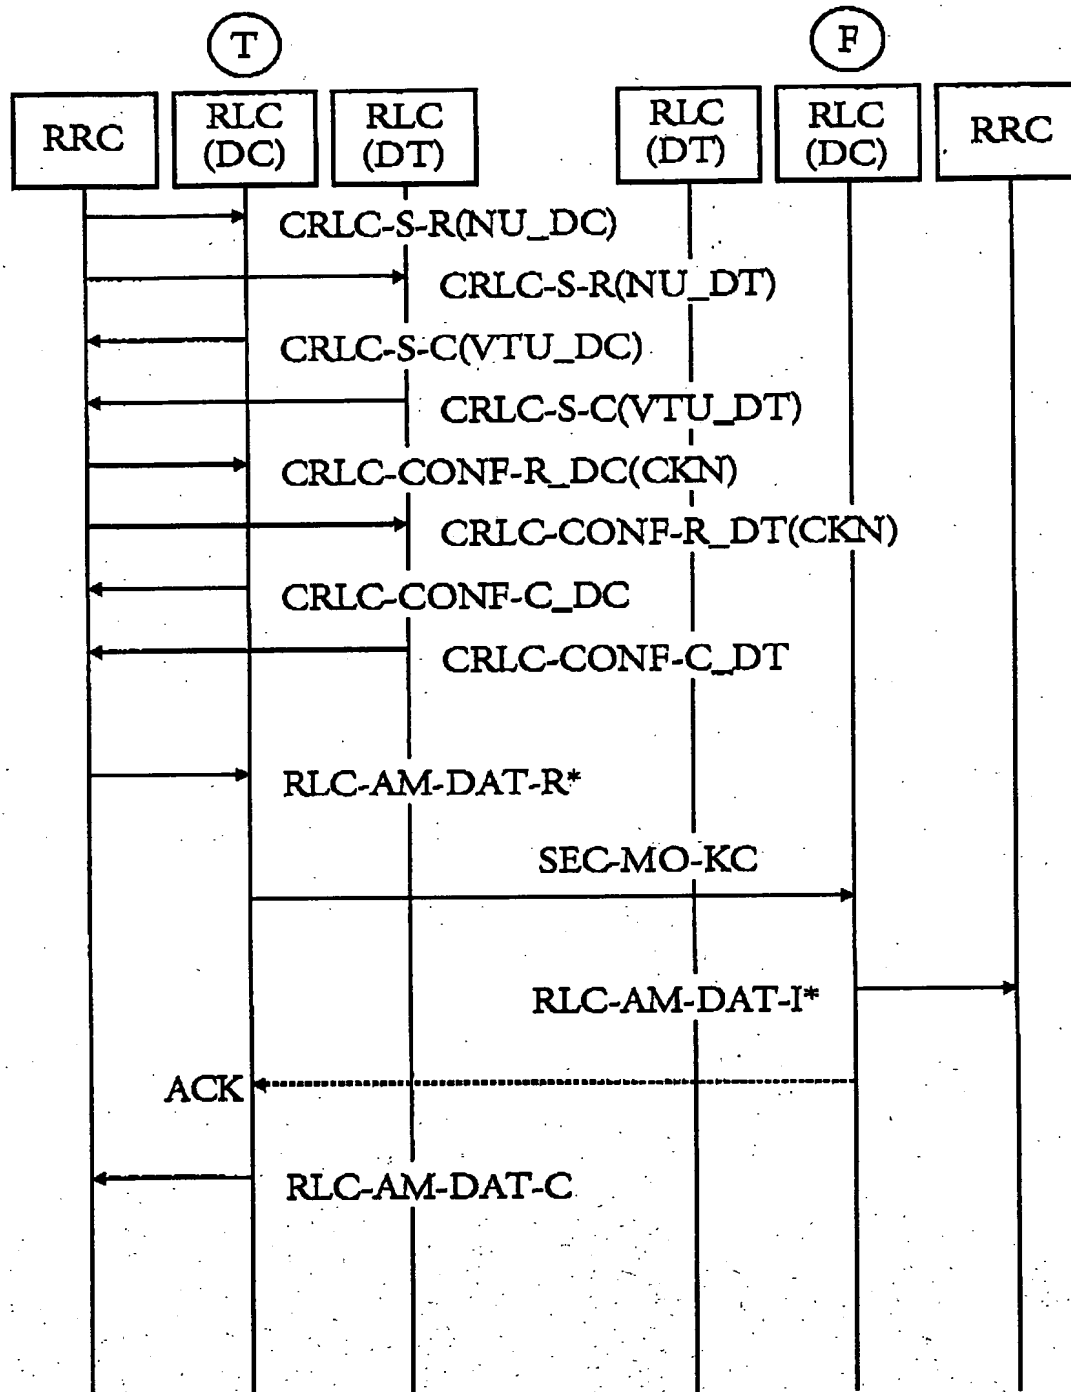 T
F
RRC
RLC
(DC)
RLC
(DT)
RLC
(DT)
RLC
(DC)
RRC
CRLC-S-R(NU_DC)
CRLC-S-R(NU_DT)
CRLC-S-C(VTU_DC)
CRLC-S-C(VTU_DT)
CRLC-CONF-R_DC(CKN)
CRLC-CONF-R_DT(CKN)
CRLC-CONF-C_DC
CRLC-CONF-C_DT
RLC-AM-DAT-R*
SEC-MO-KC
RLC-AM-DAT-I*
ACK
RLC-AM-DAT-C